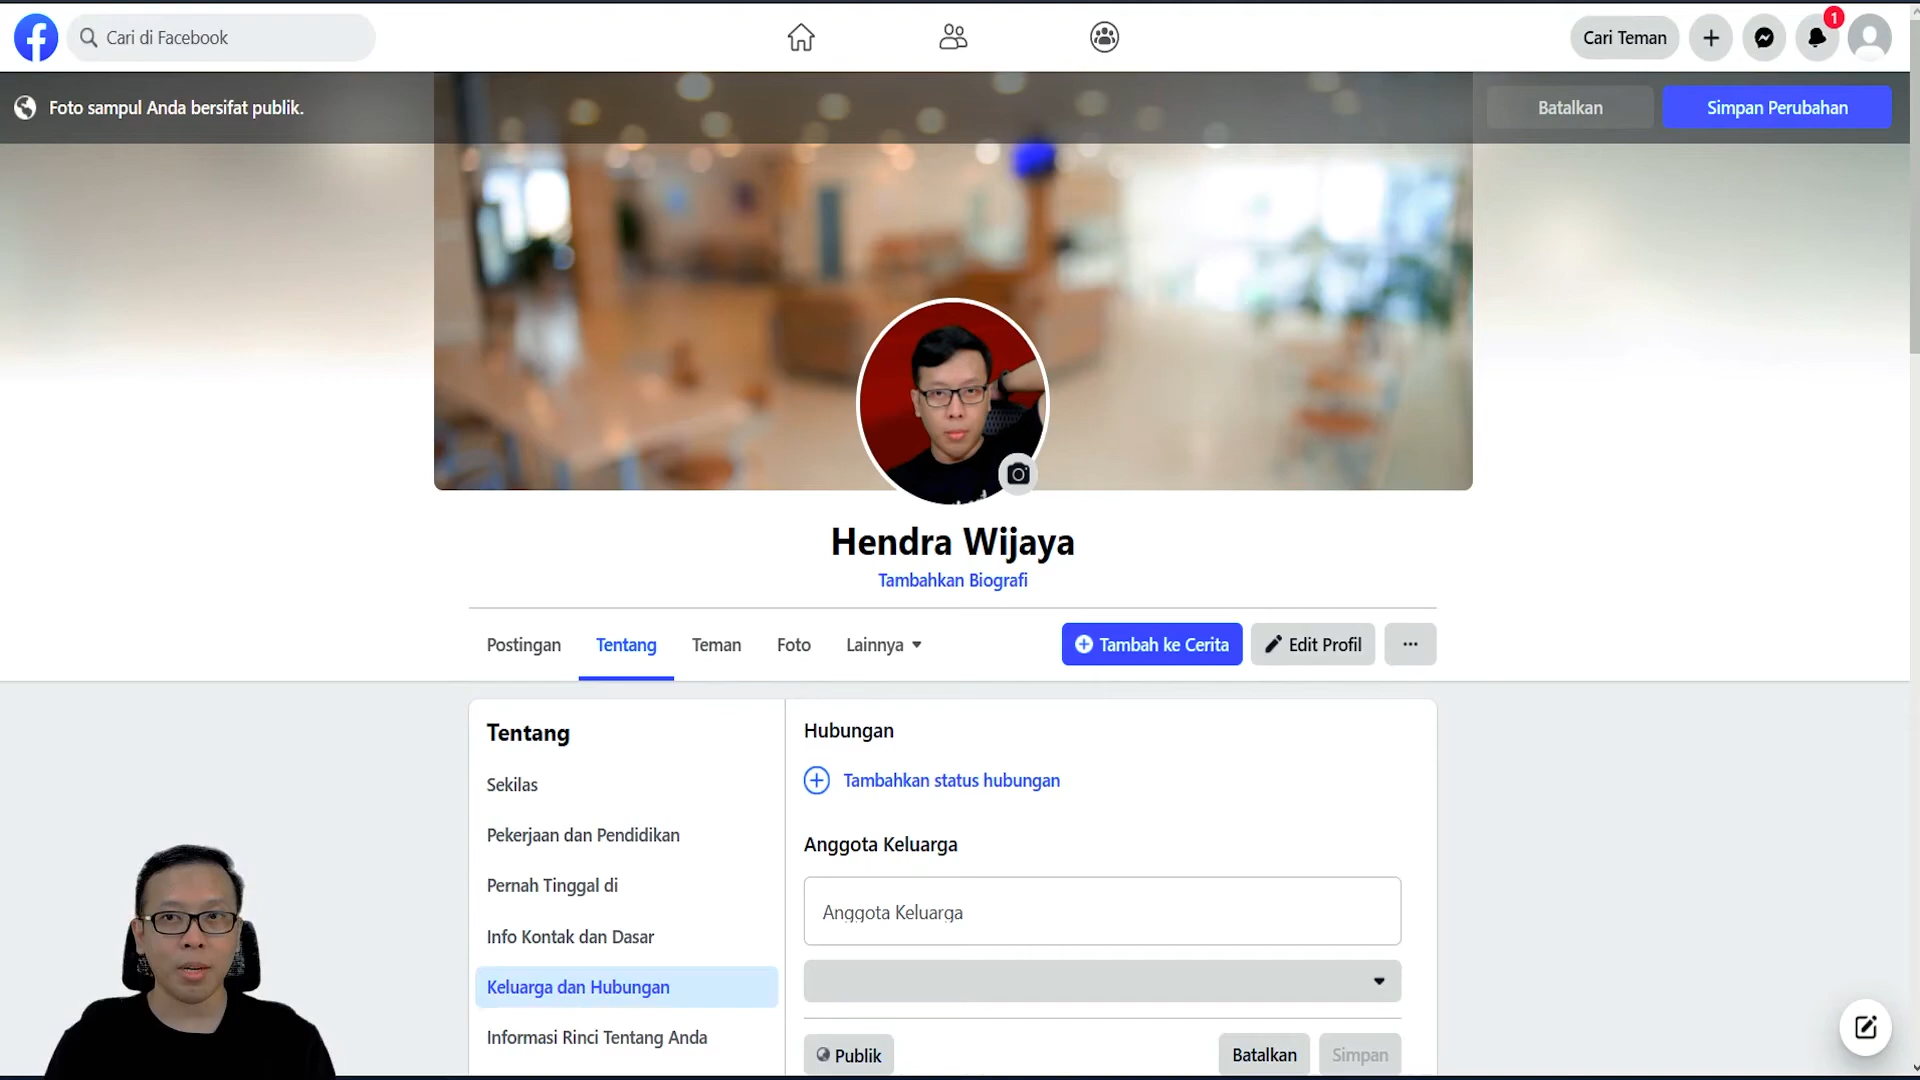 Cari di Facebook
Cari Teman
1
Foto sampul Anda bersifat publik.
Batalkan
Simpan Perubahan
Hendra Wijaya
Tambahkan Biografi
Postingan
Tentang
Teman
Foto
Lainnya
Tambah ke Cerita
Edit Profil
Tentang
Sekilas
Pekerjaan dan Pendidikan
Pernah Tinggal di
Info Kontak dan Dasar
Keluarga dan Hubungan
Informasi Rinci Tentang Anda
Hubungan
Tambahkan status hubungan
Anggota Keluarga
Anggota Keluarga
Publik
Batalkan
Simpan